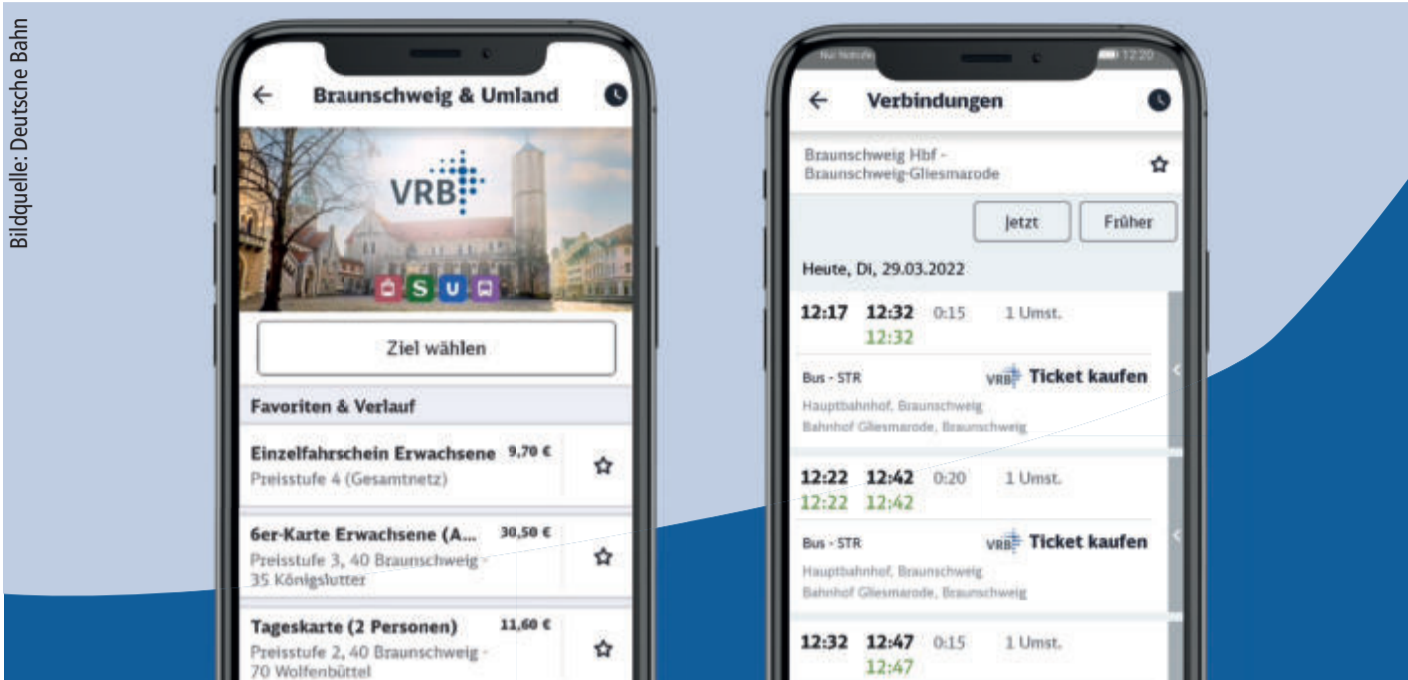 Bildquelle: Deutsche Bahn
Braunschweig & Umland
VRB
S U
Ziel wählen
Favoriten & Verlauf
Einzelfahrschein Erwachsene 9,70 €
Preisstufe 4 (Gesamtnetz)
6er-Karte Erwachsene (A... 30,50 €
Preisstufe 3, 40 Braunschweig -
35 Königslutter
Tageskarte (2 Personen) 11,60 €
Preisstufe 2, 40 Braunschweig -
70 Wolfenbüttel
Nur 12:20
Verbindungen
Braunschweig Hbf -
Braunschweig-Gliesmarode
Jetzt Früher
Heute, Di, 29.03.2022
12:17 12:32 0:15 1 Umst.
12:32
Bus - STR VRB Ticket kaufen
Hauptbahnhof, Braunschweig
Bahnhof Gliesmarode, Braunschweig
12:22 12:42 0:20 1 Umst.
12:22 12:42
Bus - STR VRB Ticket kaufen
Hauptbahnhof, Braunschweig
Bahnhof Gliesmarode, Braunschweig
12:32 12:47 0:15 1 Umst.
12:47